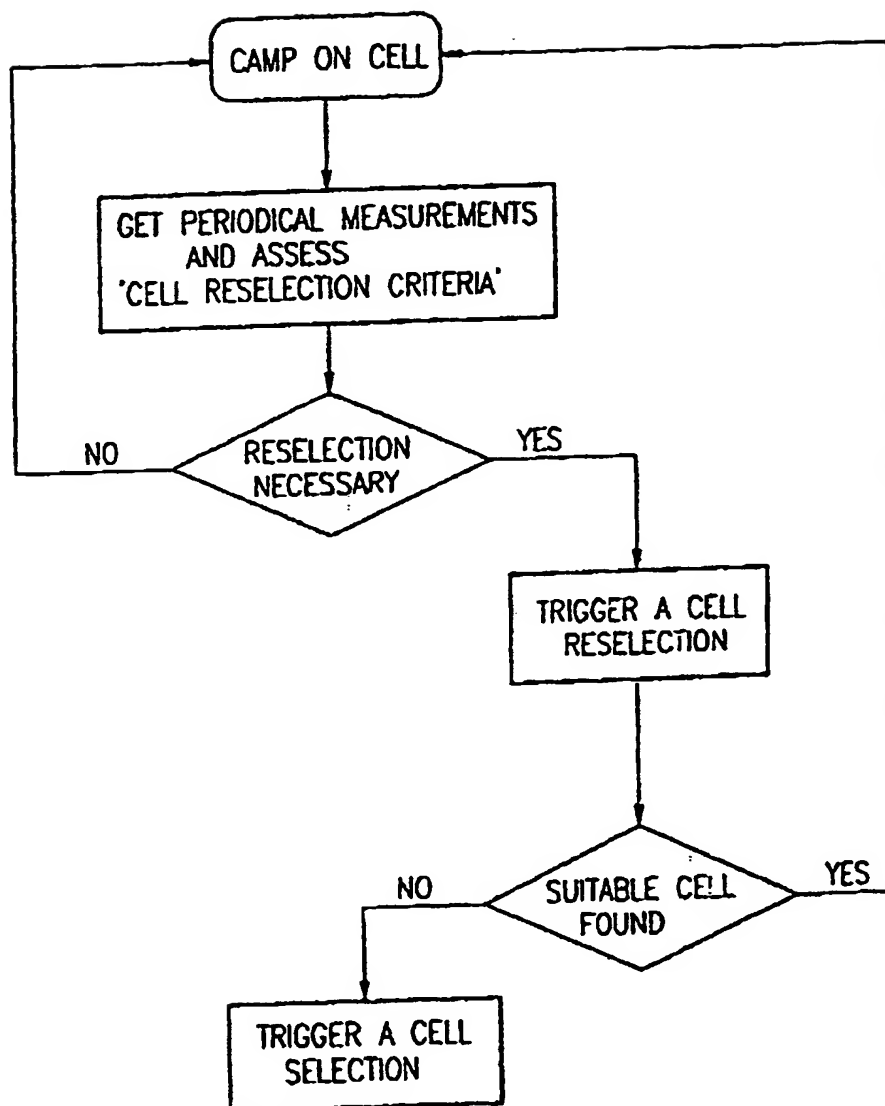 CAMP ON CELL
GET PERIODICAL MEASUREMENTS
AND ASSESS
'CELL RESELECTION CRITERIA'
RESELECTION
NECESSARY
NO
YES
TRIGGER A CELL
RESELECTION
SUITABLE CELL
FOUND
NO
YES
TRIGGER A CELL
SELECTION